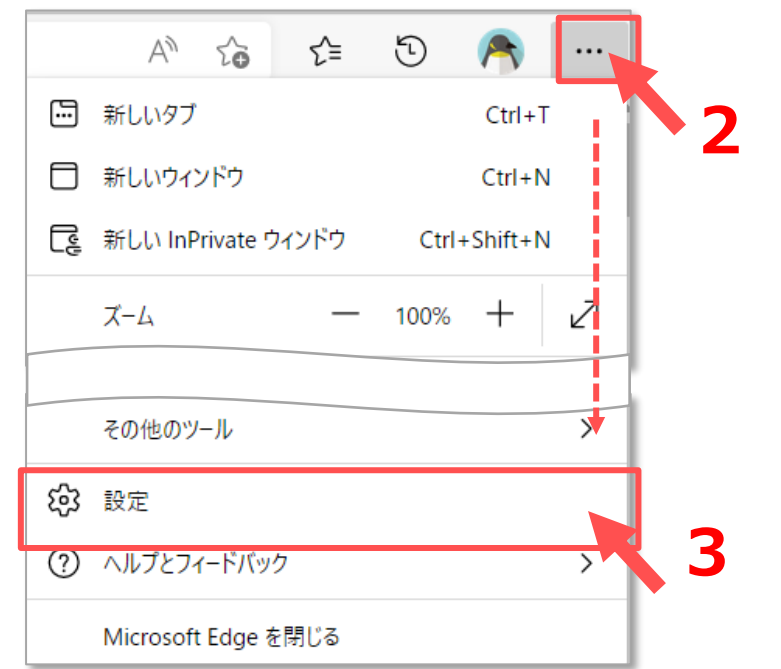 2
新しいタブ Ctrl+T
新しいウィンドウ Ctrl+N
新しい InPrivate ウィンドウ Ctrl+Shift+N
ズーム 100%
その他のツール
設定
3
ヘルプとフィードバック
Microsoft Edge を閉じる